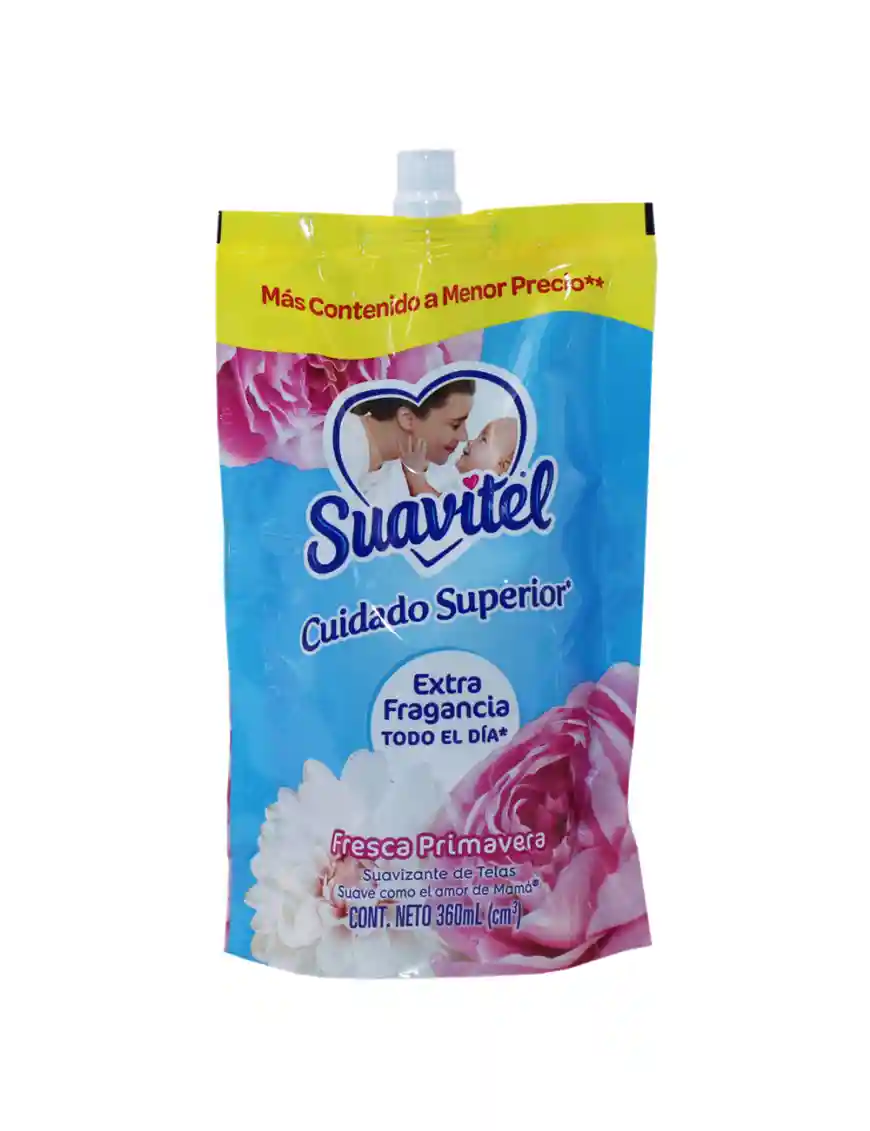 Más Contenido a Menor Precio**
Suavitel
Cuidado Superior*
Extra
Fragancia
TODO EL DÍA*
Fresca Primavera
Suavizante de Telas
Suave como el amor de Mamá®
CONT. NETO 360mL (cm³)